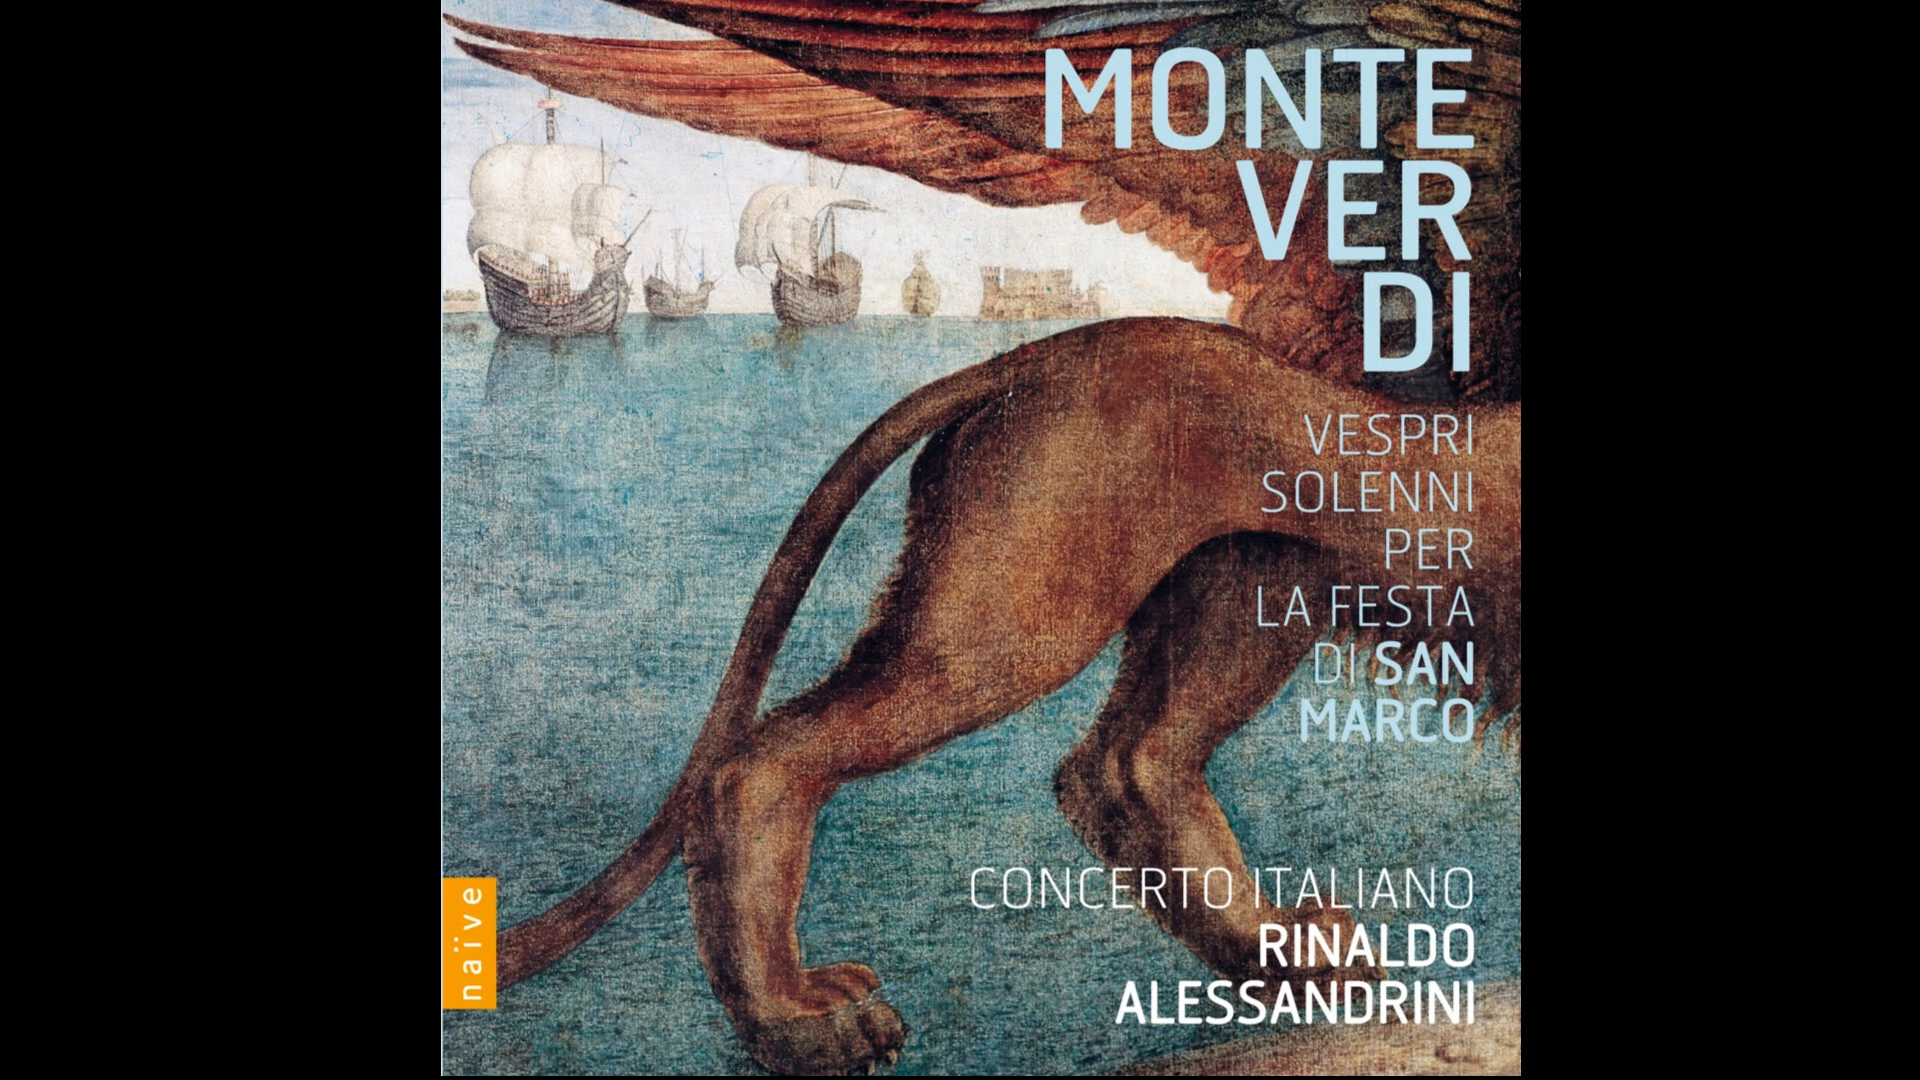 MONTE
VER
DI
VESPRI
SOLENNI
PER
LA FESTA
DI SAN
MARCO
CONCERTO ITALIANO
RINALDO
ALESSANDRINI
naïve